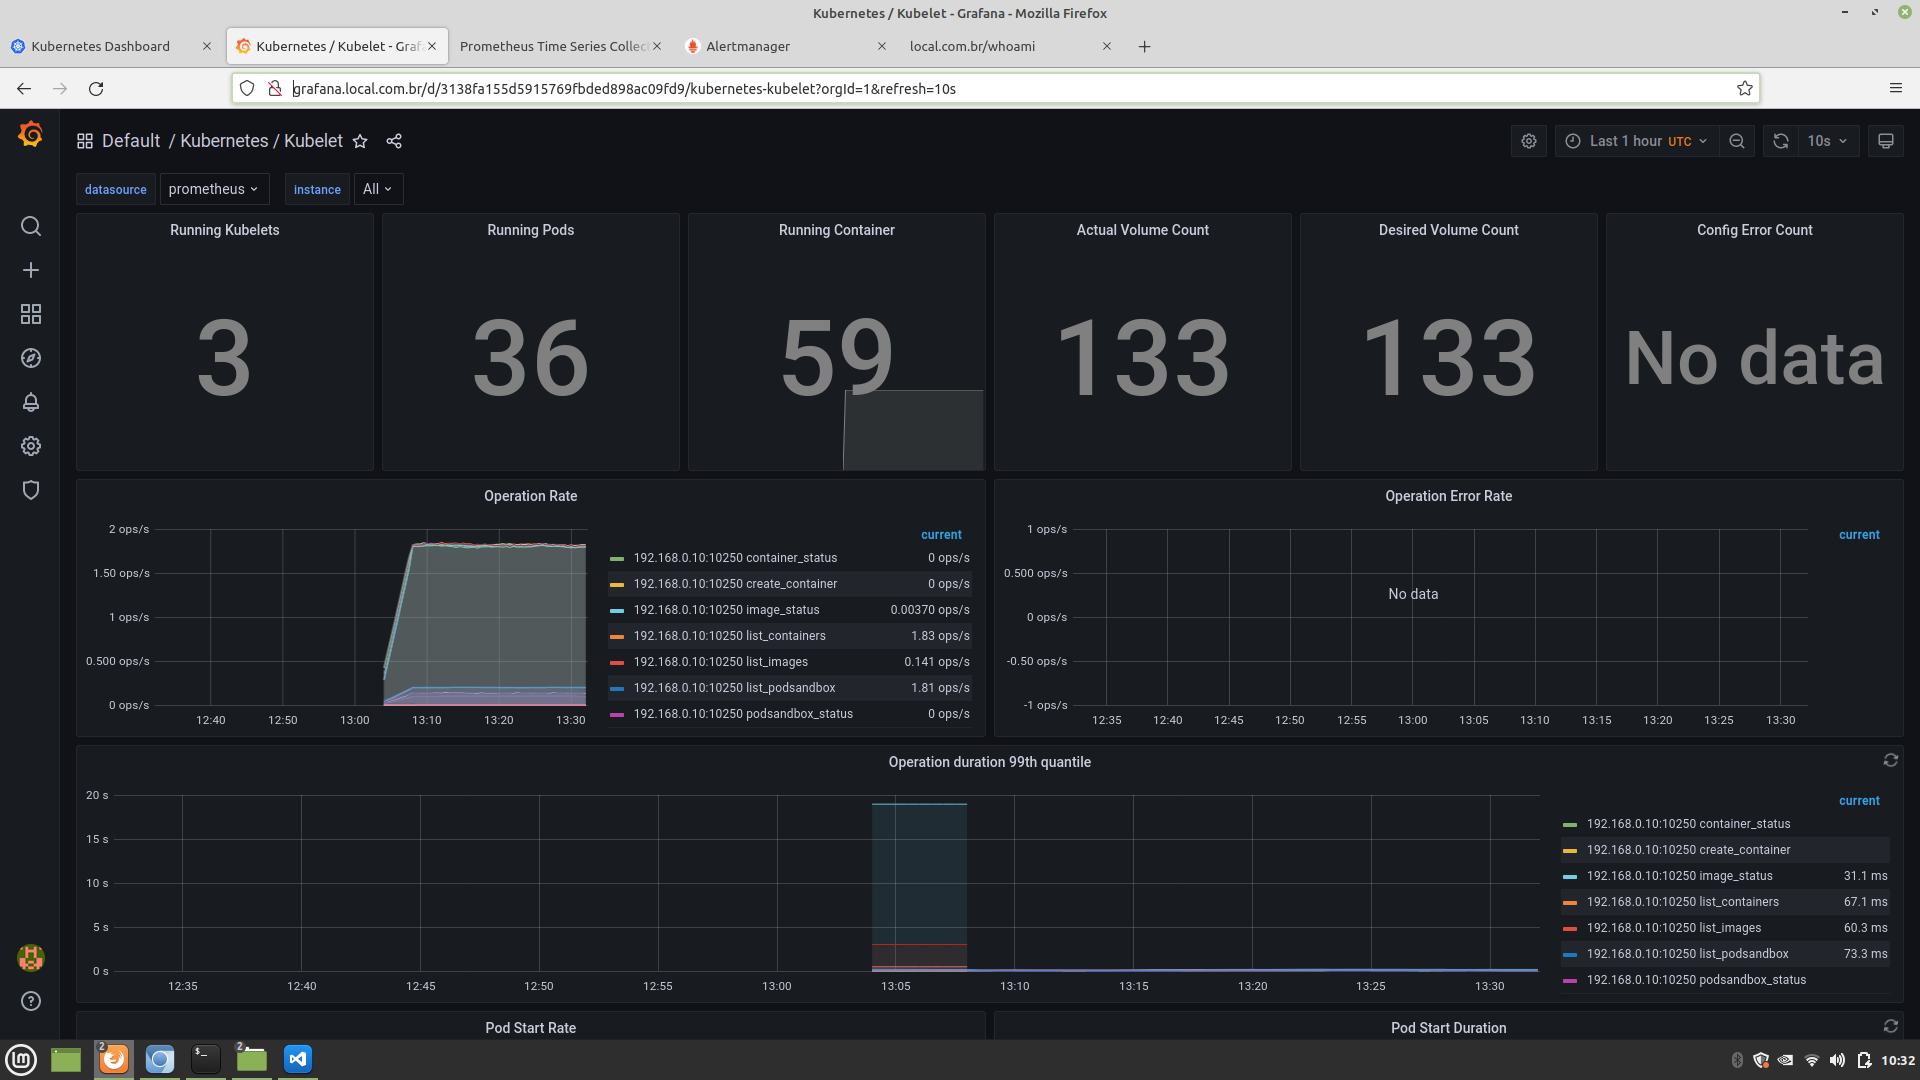 Kubernetes / Kubelet - Grafana - Mozilla Firefox
Kubernetes Dashboard
Kubernetes / Kubelet - Graf
Prometheus Time Series Collec
Alertmanager
local.com.br/whoami
grafana.local.com.br/d/3138fa155d5915769fbded898ac09fd9/kubernetes-kubelet?orgId=1&refresh=10s
Default / Kubernetes / Kubelet
Last 1 hour UTC
10s
datasource prometheus
instance All
Running Kubelets
3
Running Pods
36
Running Container
59
Actual Volume Count
133
Desired Volume Count
133
Config Error Count
No data
Operation Rate
2 ops/s
1.50 ops/s
1 ops/s
0.500 ops/s
0 ops/s
12:40 12:50 13:00 13:10 13:20 13:30
current
192.168.0.10:10250 container_status 0 ops/s
192.168.0.10:10250 create_container 0 ops/s
192.168.0.10:10250 image_status 0.00370 ops/s
192.168.0.10:10250 list_containers 1.83 ops/s
192.168.0.10:10250 list_images 0.141 ops/s
192.168.0.10:10250 list_podsandbox 1.81 ops/s
192.168.0.10:10250 podsandbox_status 0 ops/s
Operation Error Rate
1 ops/s
0.500 ops/s
0 ops/s
-0.50 ops/s
-1 ops/s
No data
12:35 12:40 12:45 12:50 12:55 13:00 13:05 13:10 13:15 13:20 13:25 13:30
current
Operation duration 99th quantile
20 s
15 s
10 s
5 s
0 s
12:35 12:40 12:45 12:50 12:55 13:00 13:05 13:10 13:15 13:20 13:25 13:30
current
192.168.0.10:10250 container_status
192.168.0.10:10250 create_container
192.168.0.10:10250 image_status 31.1 ms
192.168.0.10:10250 list_containers 67.1 ms
192.168.0.10:10250 list_images 60.3 ms
192.168.0.10:10250 list_podsandbox 73.3 ms
192.168.0.10:10250 podsandbox_status
Pod Start Rate
Pod Start Duration
2
2
10:32